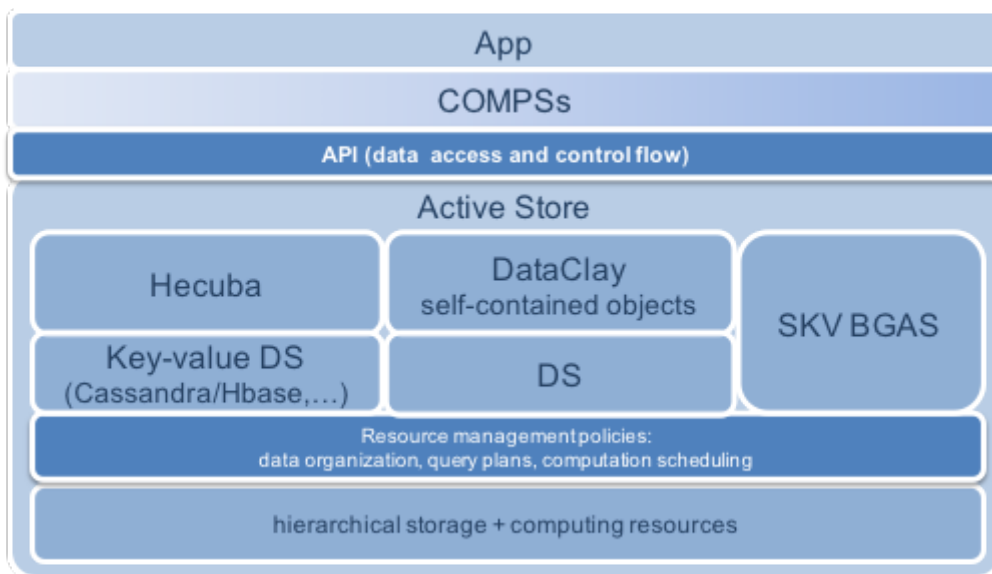 App
COMPSs
API (data access and control flow)
Active Store
Hecuba
DataClay
self-contained objects
SKV BGAS
Key-value DS
(Cassandra/Hbase,...)
DS
Resource management policies:
data organization, query plans, computation scheduling
hierarchical storage + computing resources